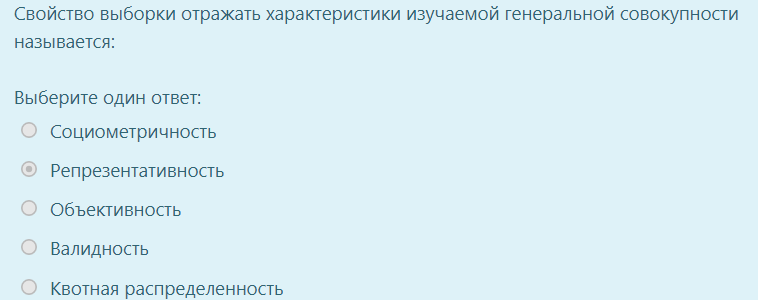 Свойство выборки отражать характеристики изучаемой генеральной совокупности
называется:
Выберите один ответ:
Социометричность
Репрезентативность
Объективность
Валидность
Квотная распределенность